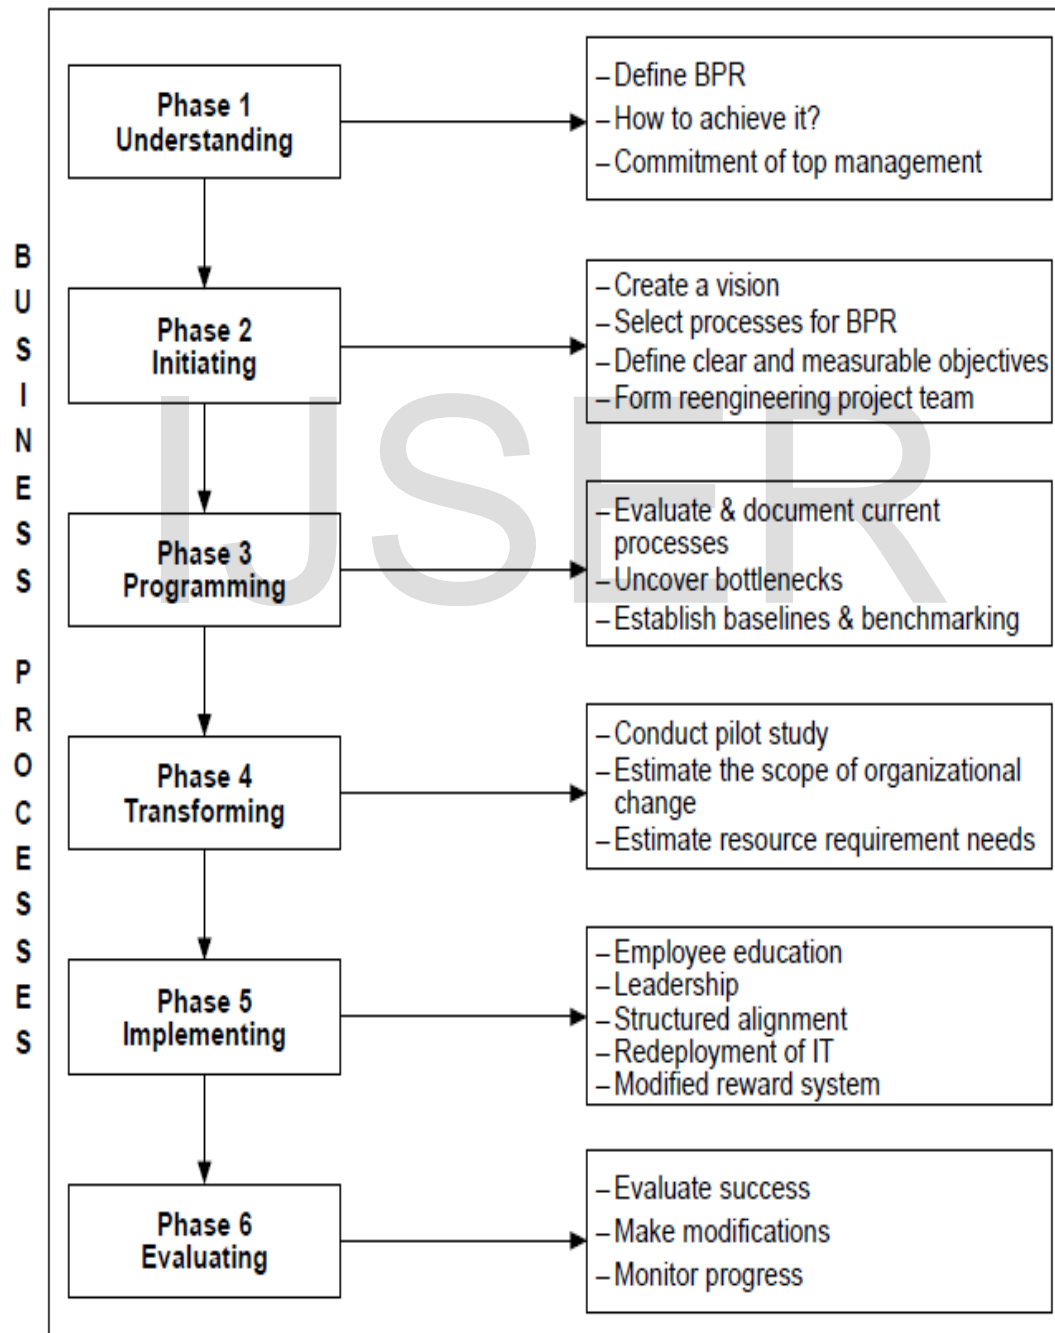 BUSINESS PROCESSES
Phase 1
Understanding
– Define BPR
– How to achieve it?
– Commitment of top management
Phase 2
Initiating
– Create a vision
– Select processes for BPR
– Define clear and measurable objectives
– Form reengineering project team
IJSER
Phase 3
Programming
– Evaluate & document current
processes
– Uncover bottlenecks
– Establish baselines & benchmarking
Phase 4
Transforming
– Conduct pilot study
– Estimate the scope of organizational
change
– Estimate resource requirement needs
Phase 5
Implementing
– Employee education
– Leadership
– Structured alignment
– Redeployment of IT
– Modified reward system
Phase 6
Evaluating
– Evaluate success
– Make modifications
– Monitor progress